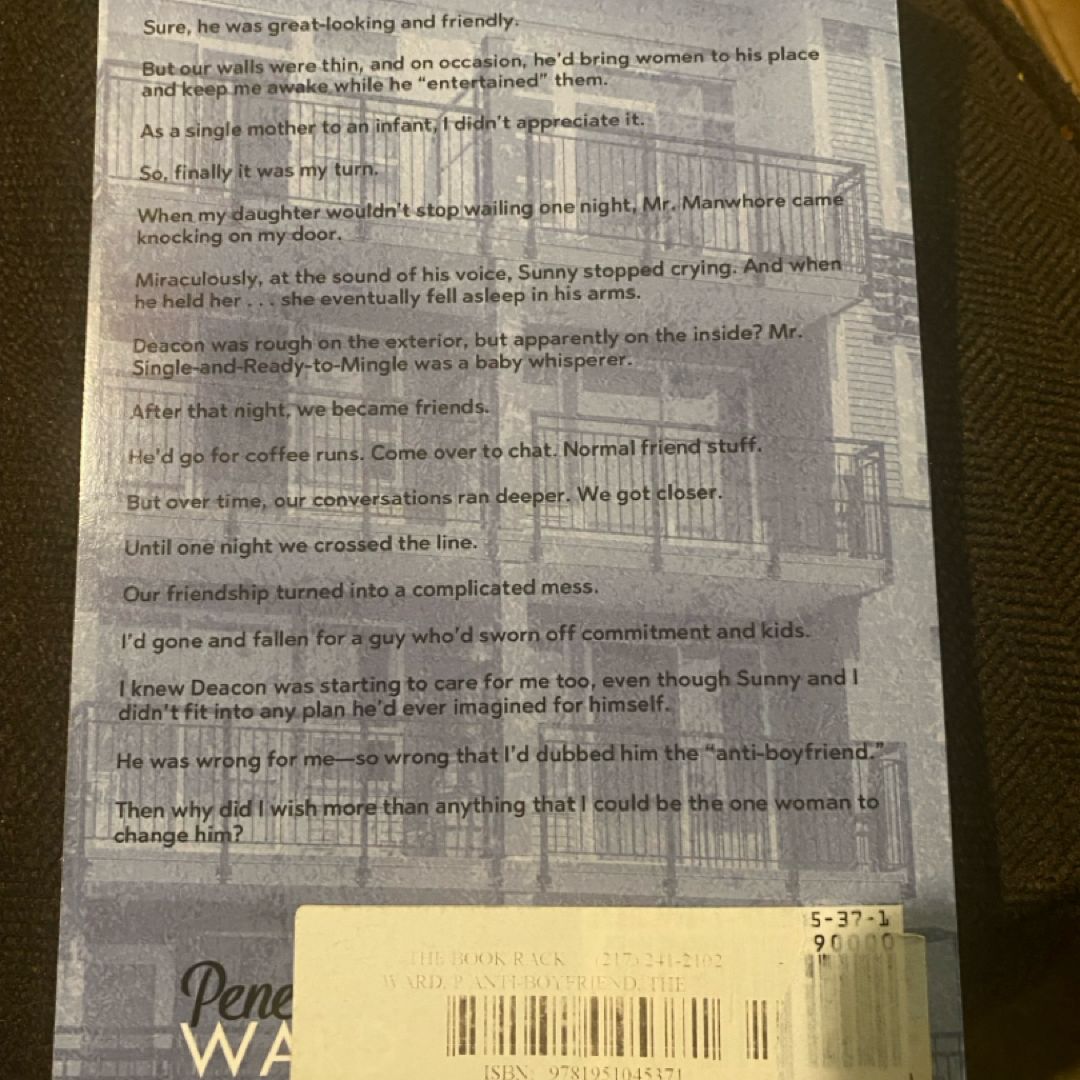 Sure, he was great-looking and friendly.
But our walls were thin, and on occasion, he'd bring women to his place
and keep me awake while he “entertained” them.
As a single mother to an infant, I didn't appreciate it.
So, finally it was my turn.
When my daughter wouldn't stop wailing one night, Mr. Manwhore came
knocking on my door.
Miraculously, at the sound of his voice, Sunny stopped crying. And when
he held her . . . she eventually fell asleep in his arms.
Deacon was rough on the exterior, but apparently on the inside? Mr.
Single-and-Ready-to-Mingle was a baby whisperer.
After that night, we became friends.
He'd go for coffee runs. Come over to chat. Normal friend stuff.
But over time, our conversations ran deeper. We got closer.
Until one night we crossed the line.
Our friendship turned into a complicated mess.
I'd gone and fallen for a guy who'd sworn off commitment and kids.
I knew Deacon was starting to care for me too, even though Sunny and I
didn't fit into any plan he'd ever imagined for himself.
He was wrong for me—so wrong that I'd dubbed him the “anti-boyfriend.”
Then why did I wish more than anything that I could be the one woman to
change him?
5-37-1
90000
THE BOOK RACK (217) 241-2102
WARD, P ANTI-BOYFRIEND, THE
Pene
WA
ISBN: 9781951045371